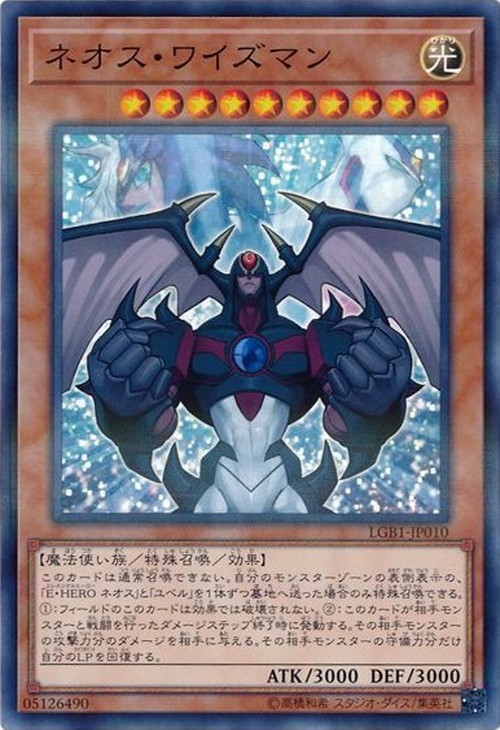 ネオス・ワイズマン
光
LGB1-JP010
【魔法使い族/特殊召喚/効果】
このカードは通常召喚できない。自分のモンスターゾーンの表側表示の、
「E・HERO ネオス」と「ユベル」を1体ずつ墓地へ送った場合のみ特殊召喚できる。
①:フィールドのこのカードは効果では破壊されない。②:このカードが相手モン
スターと戦闘を行ったダメージステップ終了時に発動する。その相手モンスター
の攻撃力分のダメージを相手に与える。その相手モンスターの守備力分だけ
自分のLPを回復する。
ATK/3000 DEF/3000
05126490
©高橋和希 スタジオ・ダイス/集英社